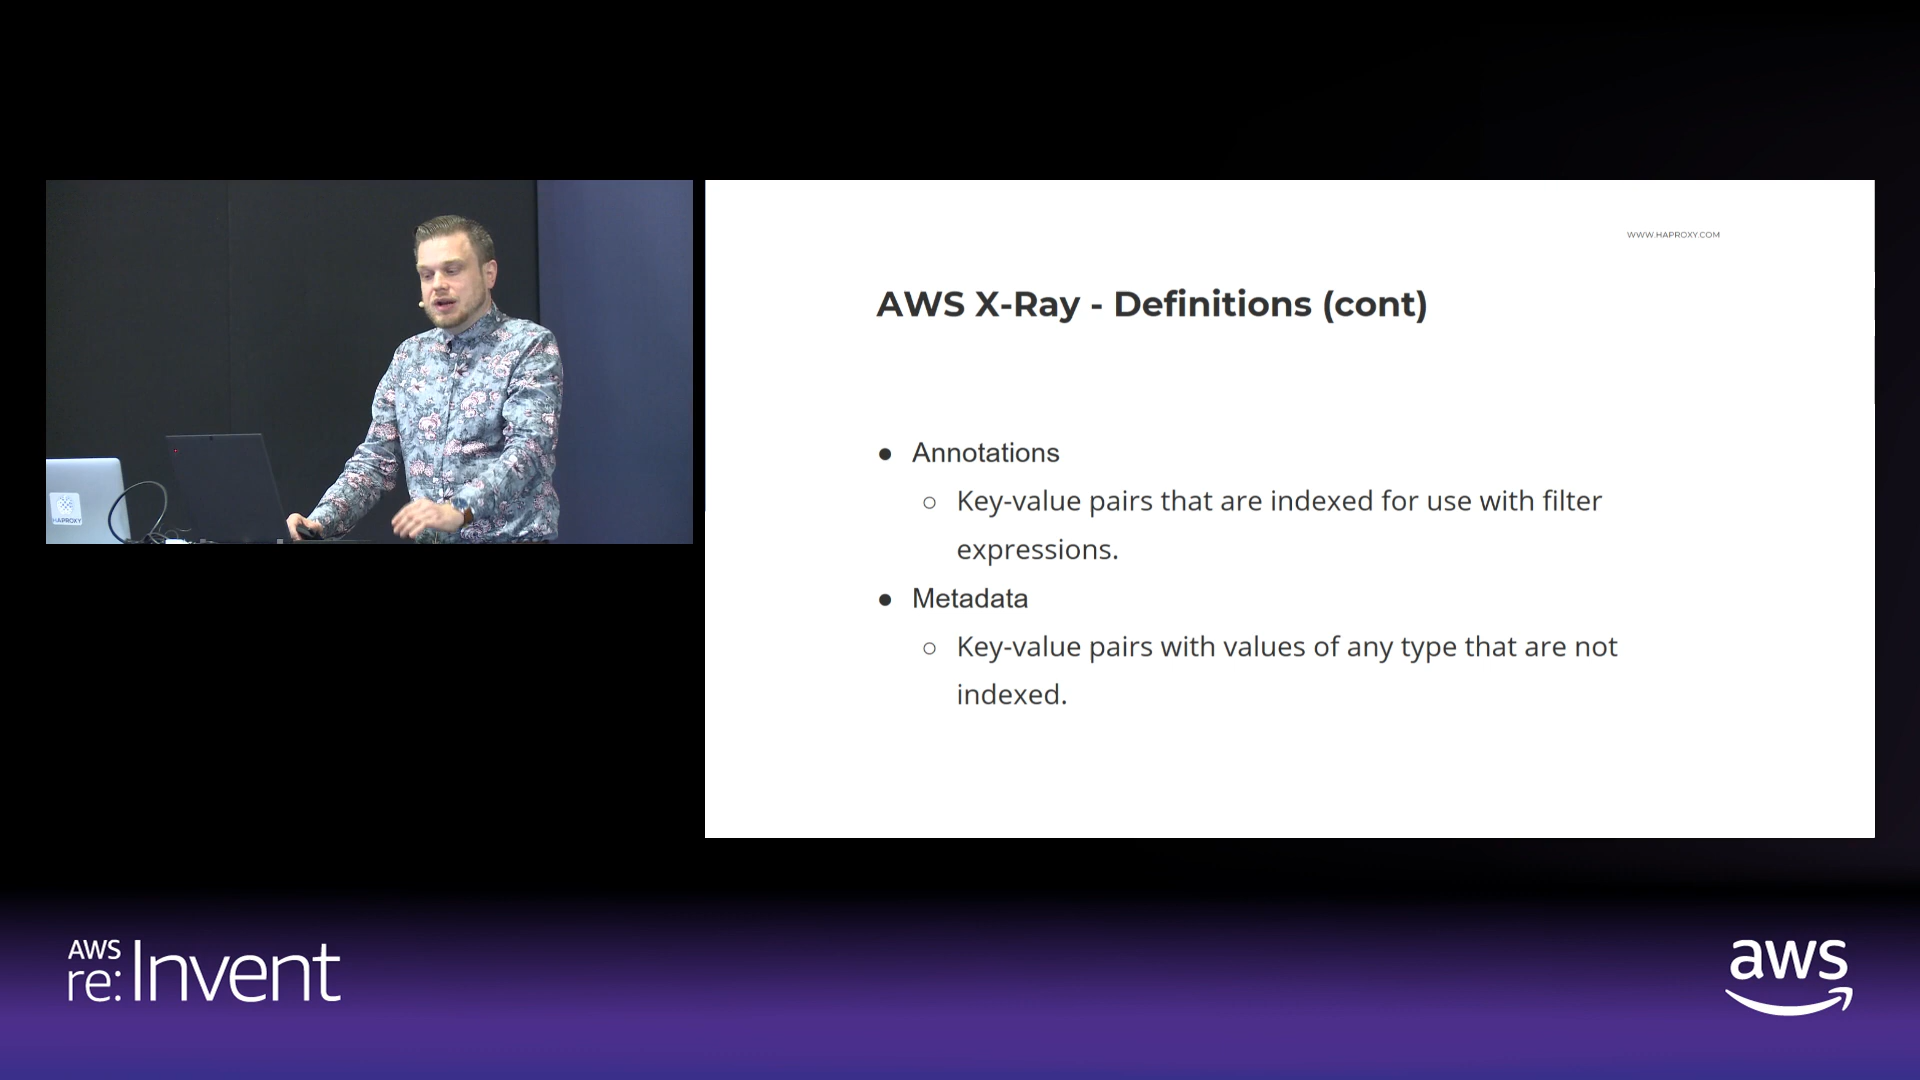 WWW.HAPROXY.COM
AWS X-Ray - Definitions (cont)
● Annotations
○ Key-value pairs that are indexed for use with filter
expressions.
● Metadata
○ Key-value pairs with values of any type that are not
indexed.
HAPROXY
AWS
re:Invent
aws